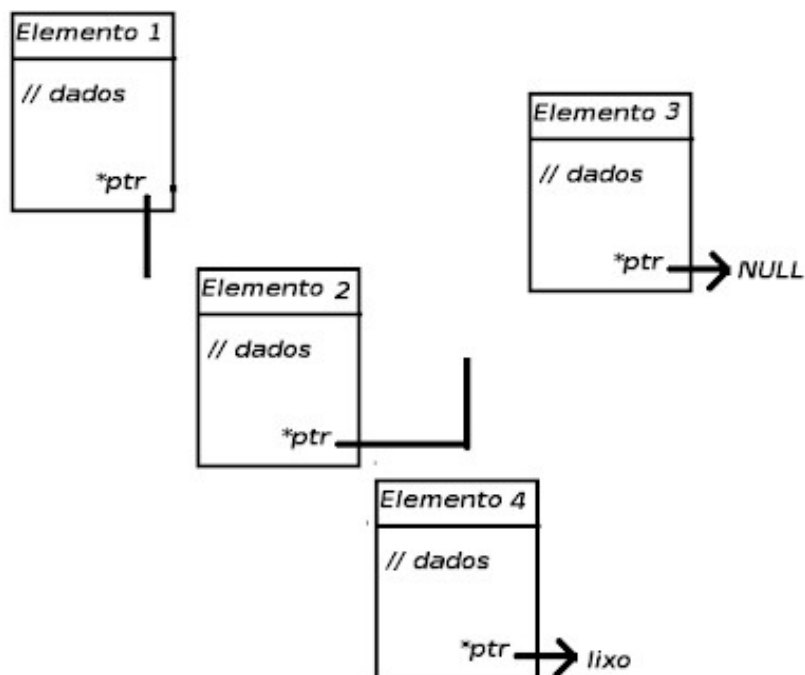 Elemento 1
// dados
*ptr
Elemento 3
// dados
*ptr
NULL
Elemento 2
// dados
*ptr
Elemento 4
// dados
*ptr
lixo